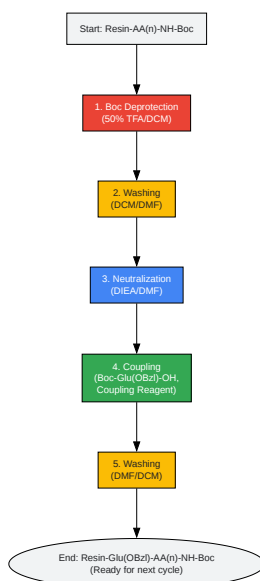 Start: Resin-AA(n)-NH-Boc
1. Boc Deprotection
(50% TFA/DCM)
2. Washing
(DCM/DMF)
3. Neutralization
(DIEA/DMF)
4. Coupling
(Boc-Glu(OBzl)-OH,
Coupling Reagent)
5. Washing
(DMF/DCM)
End: Resin-Glu(OBzl)-AA(n)-NH-Boc
(Ready for next cycle)